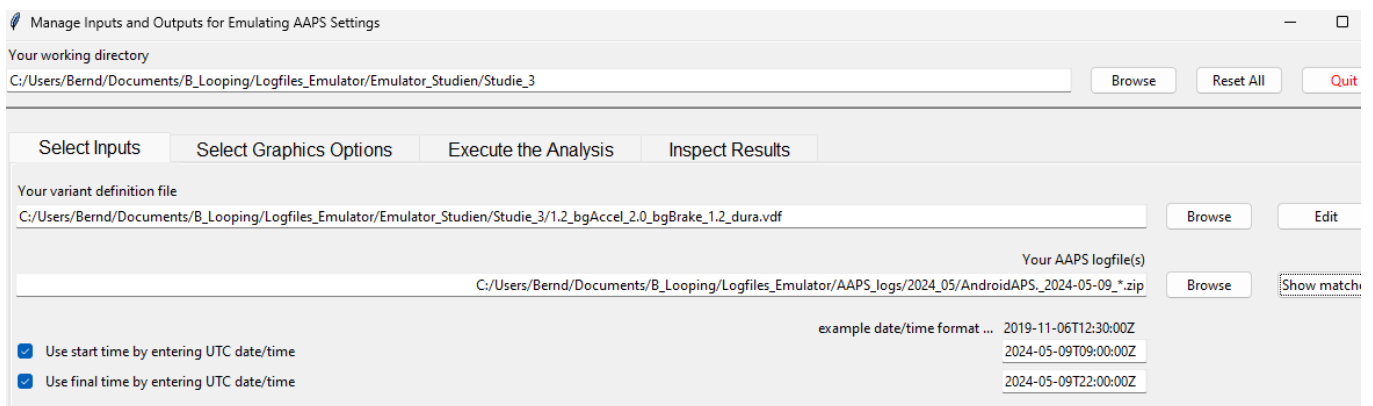 Manage Inputs and Outputs for Emulating AAPS Settings
Your working directory
C:/Users/Bernd/Documents/B_Looping/Logfiles_Emulator/Emulator_Studien/Studie_3 Browse Reset All Quit
Select Inputs Select Graphics Options Execute the Analysis Inspect Results
Your variant definition file
C:/Users/Bernd/Documents/B_Looping/Logfiles_Emulator/Emulator_Studien/Studie_3/1.2_bgAccel_2.0_bgBrake_1.2_dura.vdf Browse Edit
Your AAPS logfile(s)
C:/Users/Bernd/Documents/B_Looping/Logfiles_Emulator/AAPS_logs/2024_05/AndroidAPS._2024-05-09_*.zip Browse Show matche
example date/time format ... 2019-11-06T12:30:00Z
Use start time by entering UTC date/time 2024-05-09T09:00:00Z
Use final time by entering UTC date/time 2024-05-09T22:00:00Z